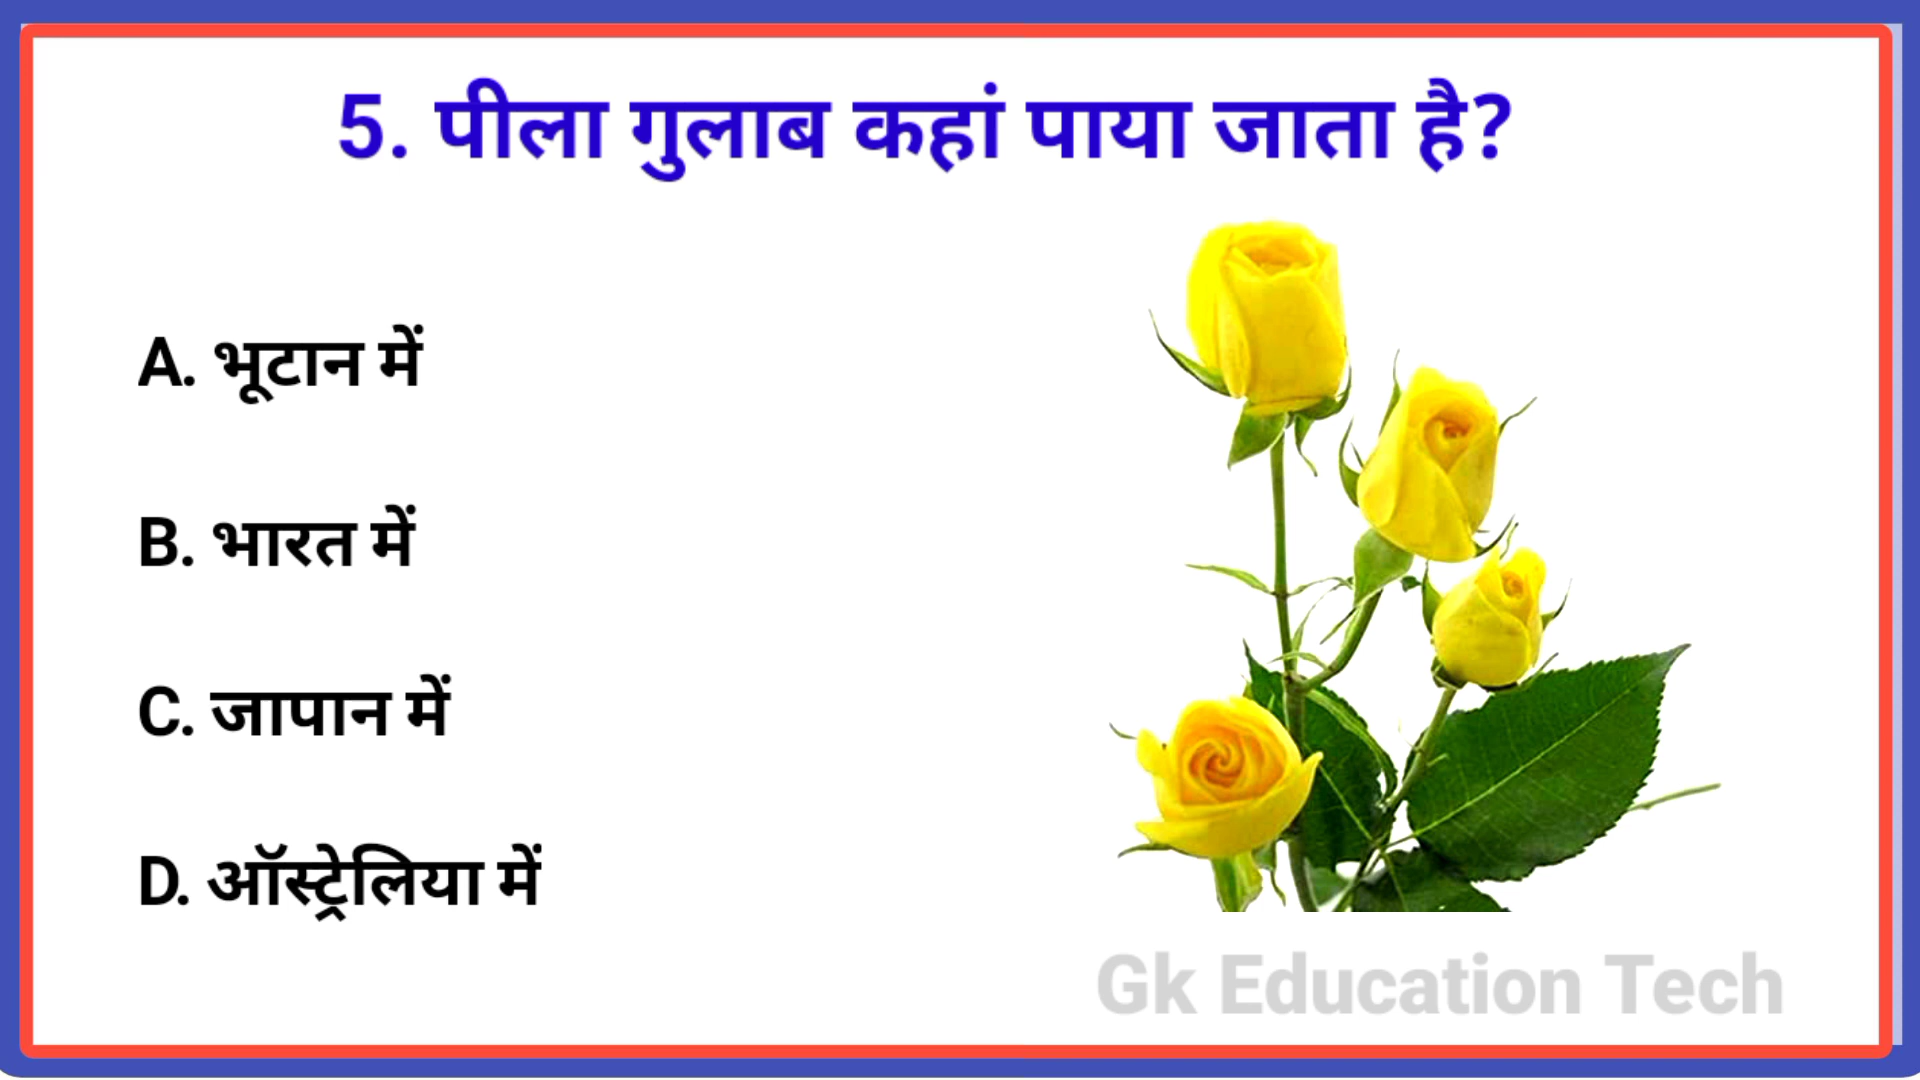 5. पीला गुलाब कहां पाया जाता है?
A. भूटान में
B. भारत में
C. जापान में
D. ऑस्ट्रेलिया में
Gk Education Tech